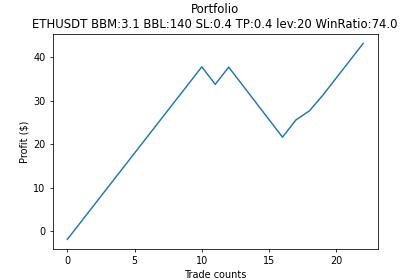 Portfolio
ETHUSDT BBM:3.1 BBL:140 SL:0.4 TP:0.4 lev:20 WinRatio:74.0
40
30
20
10
0
Profit ($)
0 5 10 15 20
Trade counts